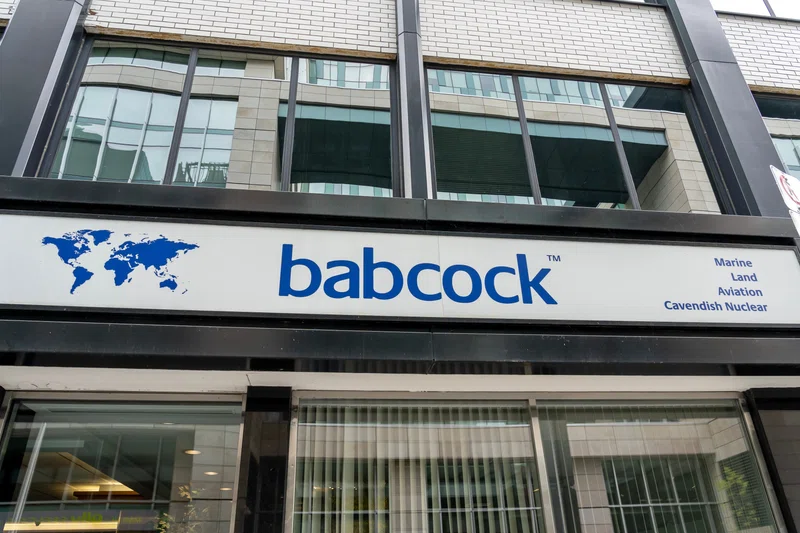 babcock™
Marine
Land
Aviation
Cavendish Nuclear